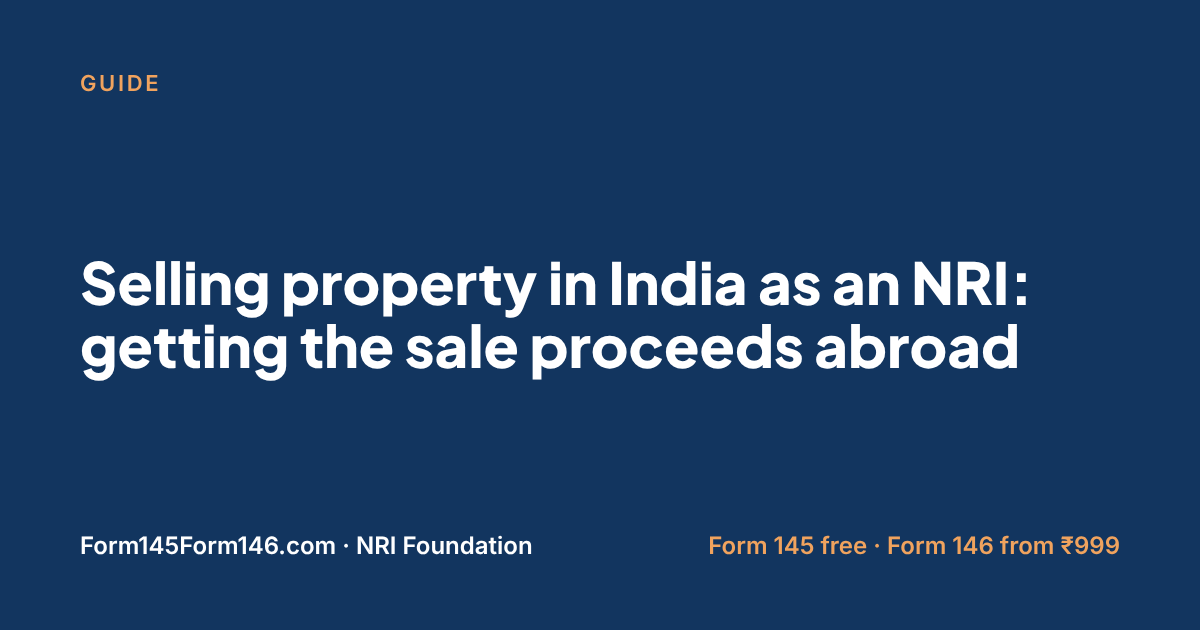 GUIDE
Selling property in India as an NRI:
getting the sale proceeds abroad
Form145Form146.com · NRI Foundation
Form 145 free · Form 146 from ₹999